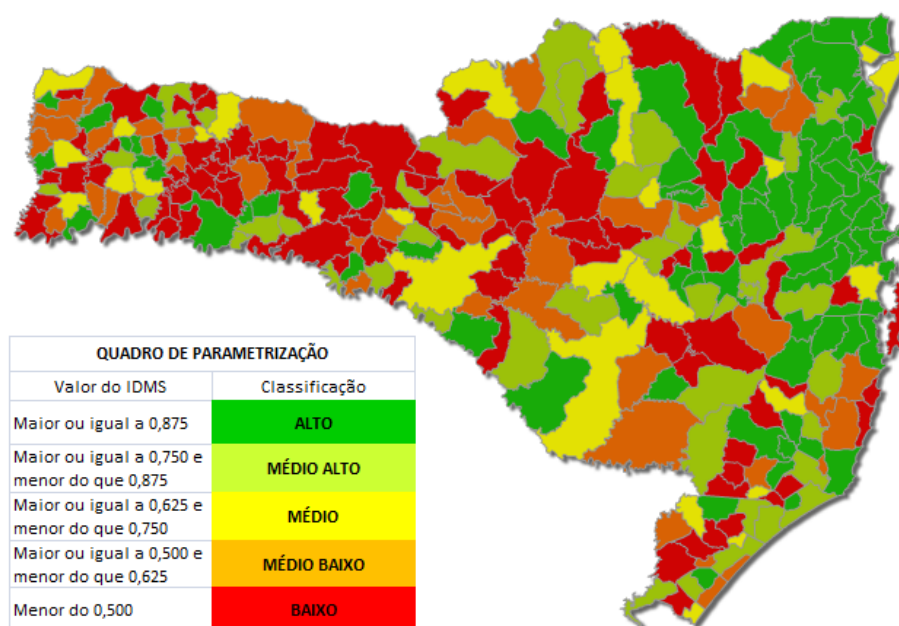 QUADRO DE PARAMETRIZAÇÃO
Valor do IDMS Classificação
Maior ou igual a 0,875 ALTO
Maior ou igual a 0,750 e
menor do que 0,875 MÉDIO ALTO
Maior ou igual a 0,625 e
menor do que 0,750 MÉDIO
Maior ou igual a 0,500 e
menor do que 0,625 MÉDIO BAIXO
Menor do 0,500 BAIXO